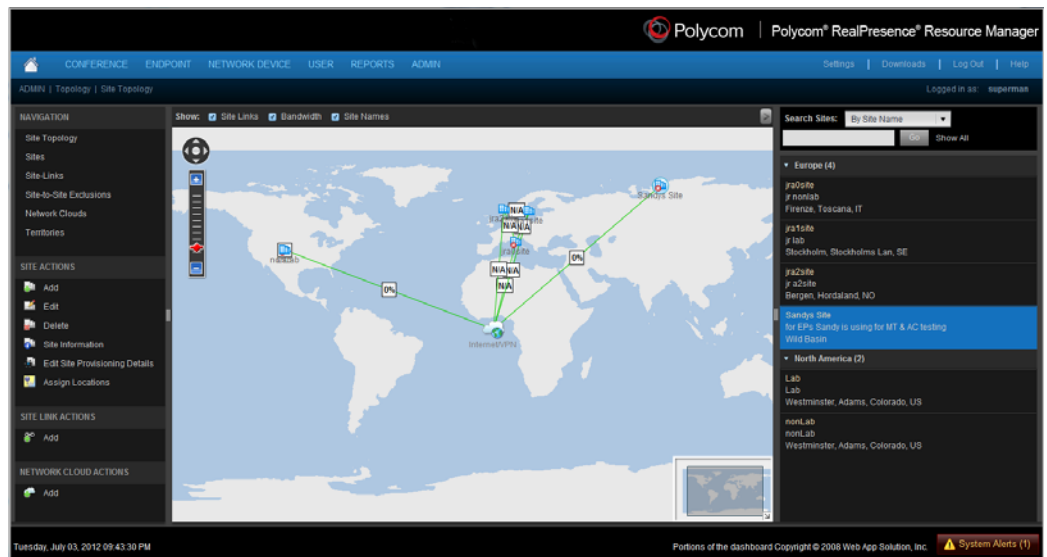 Polycom | Polycom® RealPresence® Resource Manager
CONFERENCE ENDPOINT NETWORK DEVICE USER REPORTS ADMIN Settings | Downloads | Log Out | Help
ADMIN | Topology | Site Topology Logged in as: superman
NAVIGATION
Site Topology
Sites
Site-Links
Site-to-Site Exclusions
Network Clouds
Territories
SITE ACTIONS
Add
Edit
Delete
Site Information
Edit Site Provisioning Details
Assign Locations
SITE LINK ACTIONS
Add
NETWORK CLOUD ACTIONS
Add
Show: Site Links Bandwidth Site Names
Sandys Site
N/A
N/A N/A
jra0site
0%
N/A N/A
N/A
0%
Internet/VPN
Search Sites: By Site Name
Go Show All
Europe (4)
jra0site
jr nonlab
Firenze, Toscana, IT
jra1site
jr lab
Stockholm, Stockholms Lan, SE
jra2site
jr a2site
Bergen, Hordaland, NO
Sandys Site
for EPs Sandy is using for MT & AC testing
Wild Basin
North America (2)
Lab
Lab
Westminster, Adams, Colorado, US
nonLab
nonLab
Westminster, Adams, Colorado, US
Tuesday, July 03, 2012 09:43:30 PM
Portions of the dashboard Copyright © 2008 Web App Solution, Inc.
System Alerts (1)